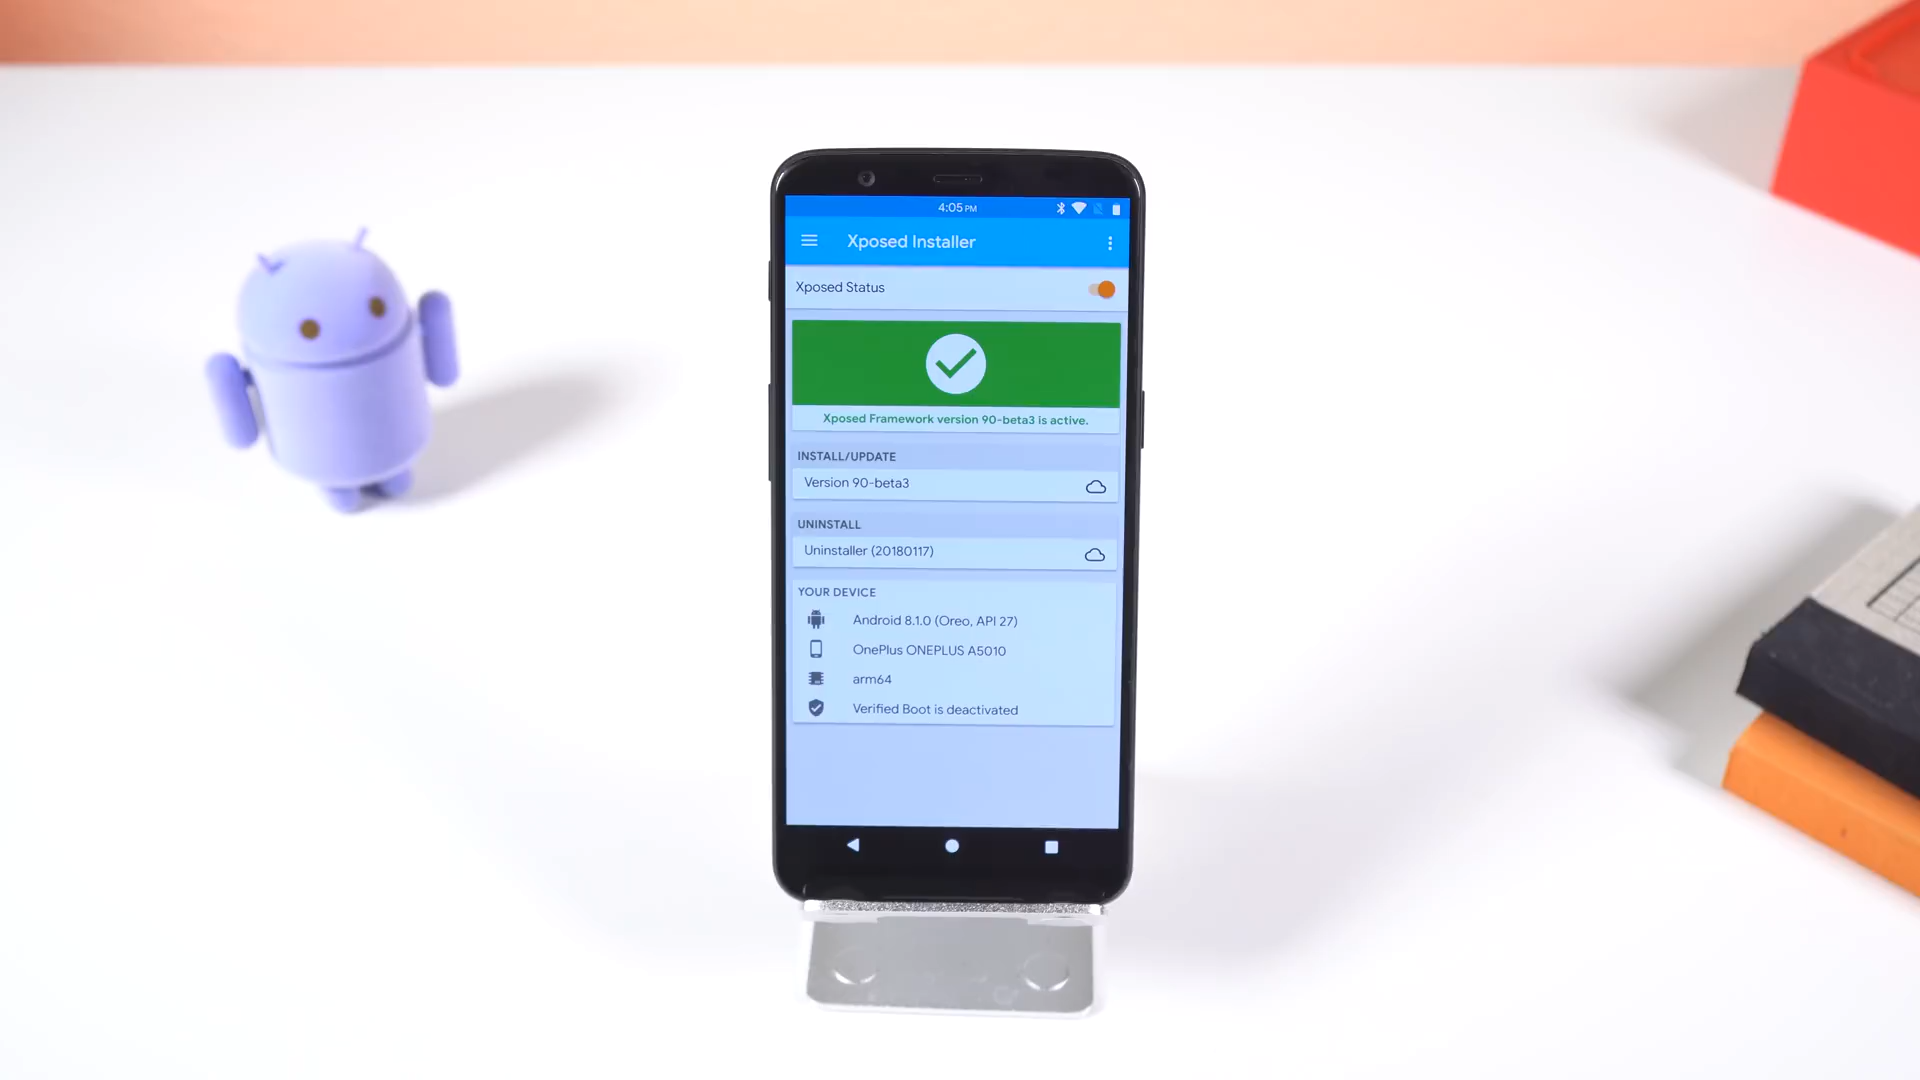 4:05 PM
Xposed Installer
Xposed Status
Xposed Framework version 90-beta3 is active.
INSTALL/UPDATE
Version 90-beta3
UNINSTALL
Uninstaller (20180117)
YOUR DEVICE
Android 8.1.0 (Oreo, API 27)
OnePlus ONEPLUS A5010
arm64
Verified Boot is deactivated